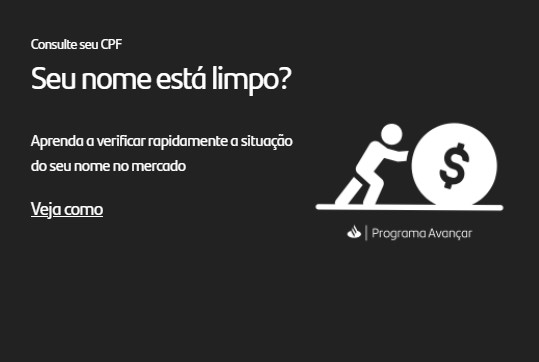 Consulte seu CPF
Seu nome está limpo?
Aprenda a verificar rapidamente a situação
do seu nome no mercado
Veja como
$
Programa Avançar